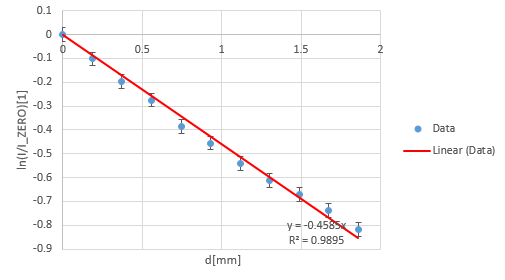 0.1
0
-0.1
-0.2
-0.3
-0.4
-0.5
-0.6
-0.7
-0.8
-0.9
0 0.5 1 1.5 2
ln(I/I_ZERO)[1]
d[mm]
y = -0.4585x
R² = 0.9895
Data
Linear (Data)